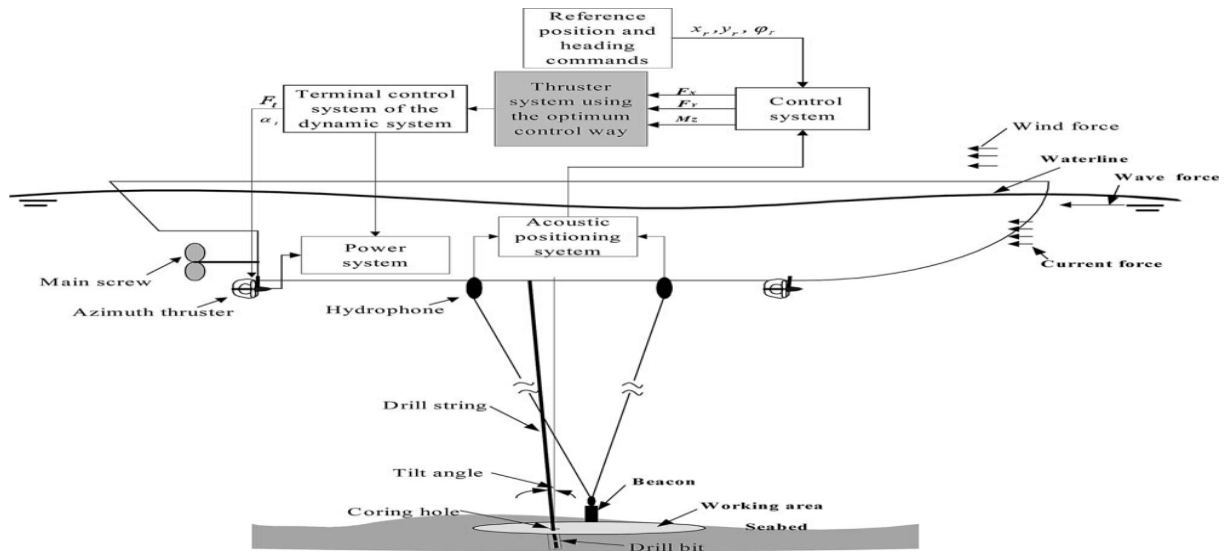 Reference
position and
heading
commands
x_r , y_r , φ_r
Thruster
system using
the optimum
control way
Terminal control
system of the
dynamic system
F_t
α_t
F_x
F_Y
Mz
Control
system
Wind force
Waterline
Wave force
Acoustic
positioning
syetem
Power
system
Main screw
Current force
Azimuth thruster
Hydrophone
Drill string
Tilt angle
Beacon
Working area
Coring hole
Seabed
Drill bit